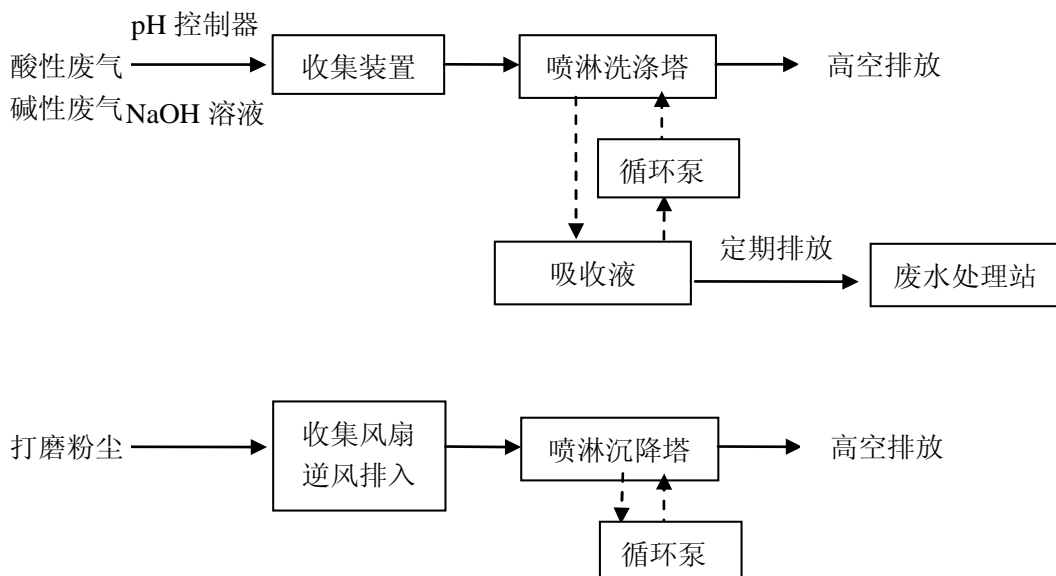 pH 控制器
酸性废气
收集装置
喷淋洗涤塔
高空排放
碱性废气
NaOH 溶液
循环泵
定期排放
吸收液
废水处理站
打磨粉尘
收集风扇
逆风排入
喷淋沉降塔
高空排放
循环泵